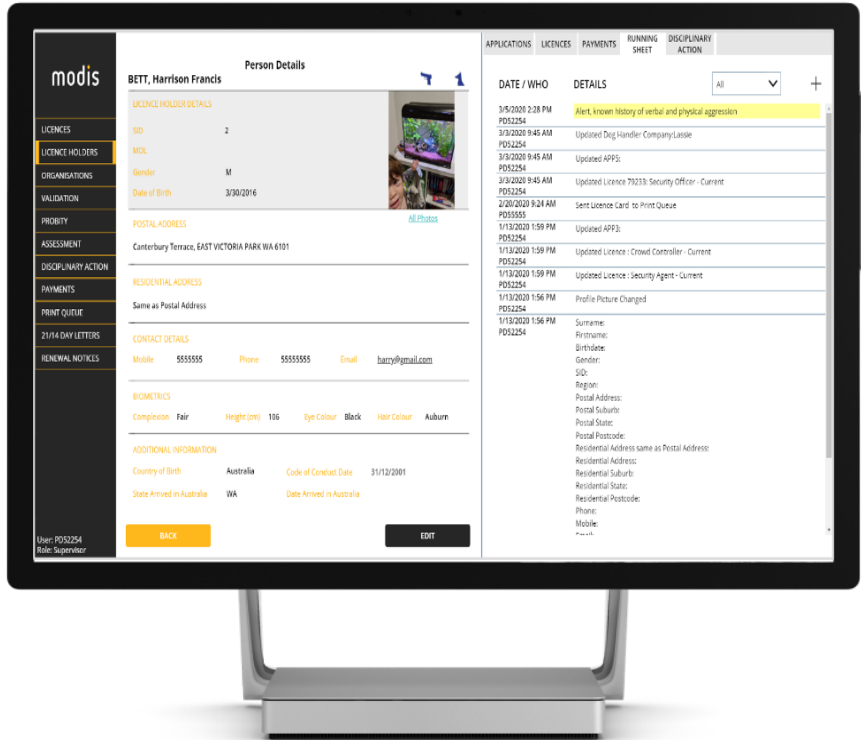 modis
LICENCES
LICENCE HOLDERS
ORGANISATIONS
VALIDATION
PROBITY
ASSESSMENT
DISCIPLINARY ACTION
PAYMENTS
PRINT QUEUE
21/14 DAY LETTERS
RENEWAL NOTICES
User: PD52254
Role: Supervisor
Person Details
BETT, Harrison Francis
LICENCE HOLDER DETAILS
SID 2
MDL
Gender M
Date of Birth 3/30/2016
All Photos
POSTAL ADDRESS
Canterbury Terrace, EAST VICTORIA PARK WA 6101
RESIDENTIAL ADDRESS
Same as Postal Address
CONTACT DETAILS
Mobile 5555555 Phone 55555555 Email harry@gmail.com
BIOMETRICS
Complexion Fair Height (cm) 106 Eye Colour Black Hair Colour Auburn
ADDITIONAL INFORMATION
Country of Birth Australia Code of Conduct Date 31/12/2001
State Arrived in Australia WA Date Arrived in Australia
BACK EDIT
APPLICATIONS LICENCES PAYMENTS RUNNING SHEET DISCIPLINARY ACTION
DATE / WHO DETAILS All +
3/5/2020 2:28 PM Alert, known history of verbal and physical aggression
PD52254
3/3/2020 9:45 AM Updated Dog Handler Company:Lassie
PD52254
3/3/2020 9:45 AM Updated APPS:
PD52254
3/3/2020 9:45 AM Updated Licence 79233: Security Officer - Current
PD52254
2/20/2020 9:24 AM Sent Licence Card to Print Queue
PD55555
1/13/2020 1:59 PM Updated APP3:
PD52254
1/13/2020 1:59 PM Updated Licence : Crowd Controller - Current
PD52254
1/13/2020 1:59 PM Updated Licence : Security Agent - Current
PD52254
1/13/2020 1:56 PM Profile Picture Changed
PD52254
1/13/2020 1:56 PM Surname:
PD52254 Firstname:
Birthdate:
Gender:
SID:
Region:
Postal Address:
Postal Suburb:
Postal State:
Postal Postcode:
Residential Address same as Postal Address:
Residential Address:
Residential Suburb:
Residential State:
Residential Postcode:
Phone:
Mobile: